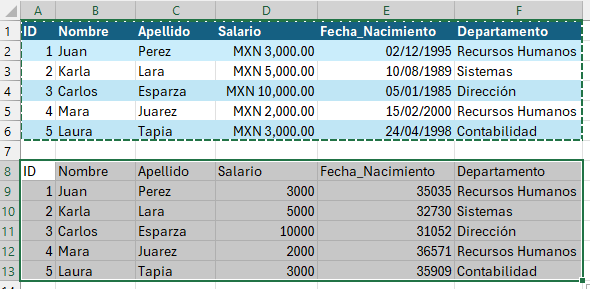 A B C D E F
1 ID Nombre Apellido Salario Fecha_Nacimiento Departamento
2 1 Juan Perez MXN 3,000.00 02/12/1995 Recursos Humanos
3 2 Karla Lara MXN 5,000.00 10/08/1989 Sistemas
4 3 Carlos Esparza MXN 10,000.00 05/01/1985 Dirección
5 4 Mara Juarez MXN 2,000.00 15/02/2000 Recursos Humanos
6 5 Laura Tapia MXN 3,000.00 24/04/1998 Contabilidad
7
8 ID Nombre Apellido Salario Fecha_Nacimiento Departamento
9 1 Juan Perez 3000 35035 Recursos Humanos
10 2 Karla Lara 5000 32730 Sistemas
11 3 Carlos Esparza 10000 31052 Dirección
12 4 Mara Juarez 2000 36571 Recursos Humanos
13 5 Laura Tapia 3000 35909 Contabilidad